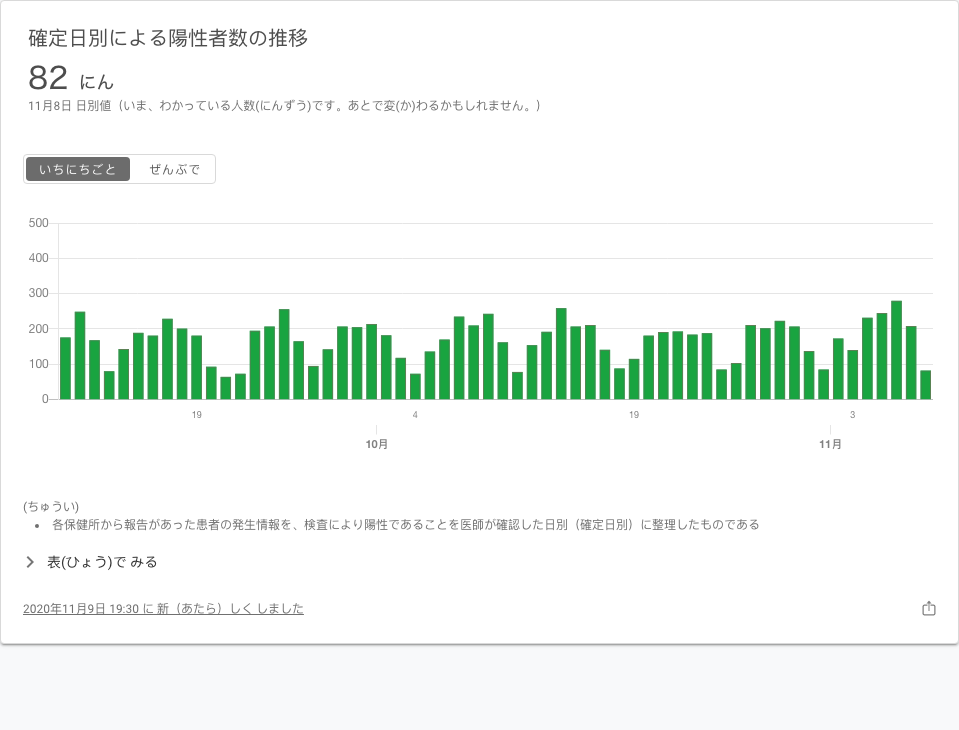 確定日別による陽性者数の推移
82 にん
11月8日 日別値（いま、わかっている人数(にんずう)です。あとで変(か)わるかもしれません。）
いちにちごと ぜんぶで
500
400
300
200
100
0
19 4 19 3
10月 11月
(ちゅうい)
• 各保健所から報告があった患者の発生情報を、検査により陽性であることを医師が確認した日別（確定日別）に整理したものである
表(ひょう)で みる
2020年11月9日 19:30 に 新（あたら）しく しました